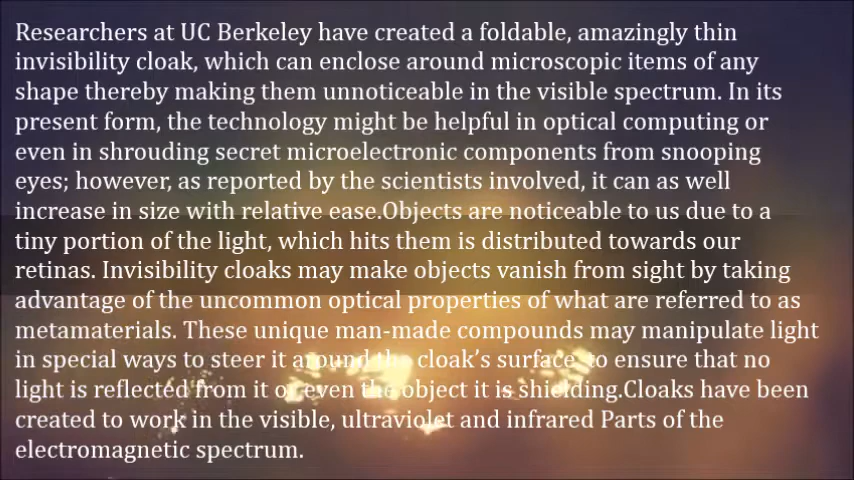 Researchers at UC Berkeley have created a foldable, amazingly thin
invisibility cloak, which can enclose around microscopic items of any
shape thereby making them unnoticeable in the visible spectrum. In its
present form, the technology might be helpful in optical computing or
even in shrouding secret microelectronic components from snooping
eyes; however, as reported by the scientists involved, it can as well
increase in size with relative ease.Objects are noticeable to us due to a
tiny portion of the light, which hits them is distributed towards our
retinas. Invisibility cloaks may make objects vanish from sight by taking
advantage of the uncommon optical properties of what are referred to as
metamaterials. These unique man-made compounds may manipulate light
in special ways to steer it around the cloak’s surface to ensure that no
light is reflected from it or even the object it is shielding.Cloaks have been
created to work in the visible, ultraviolet and infrared Parts of the
electromagnetic spectrum.